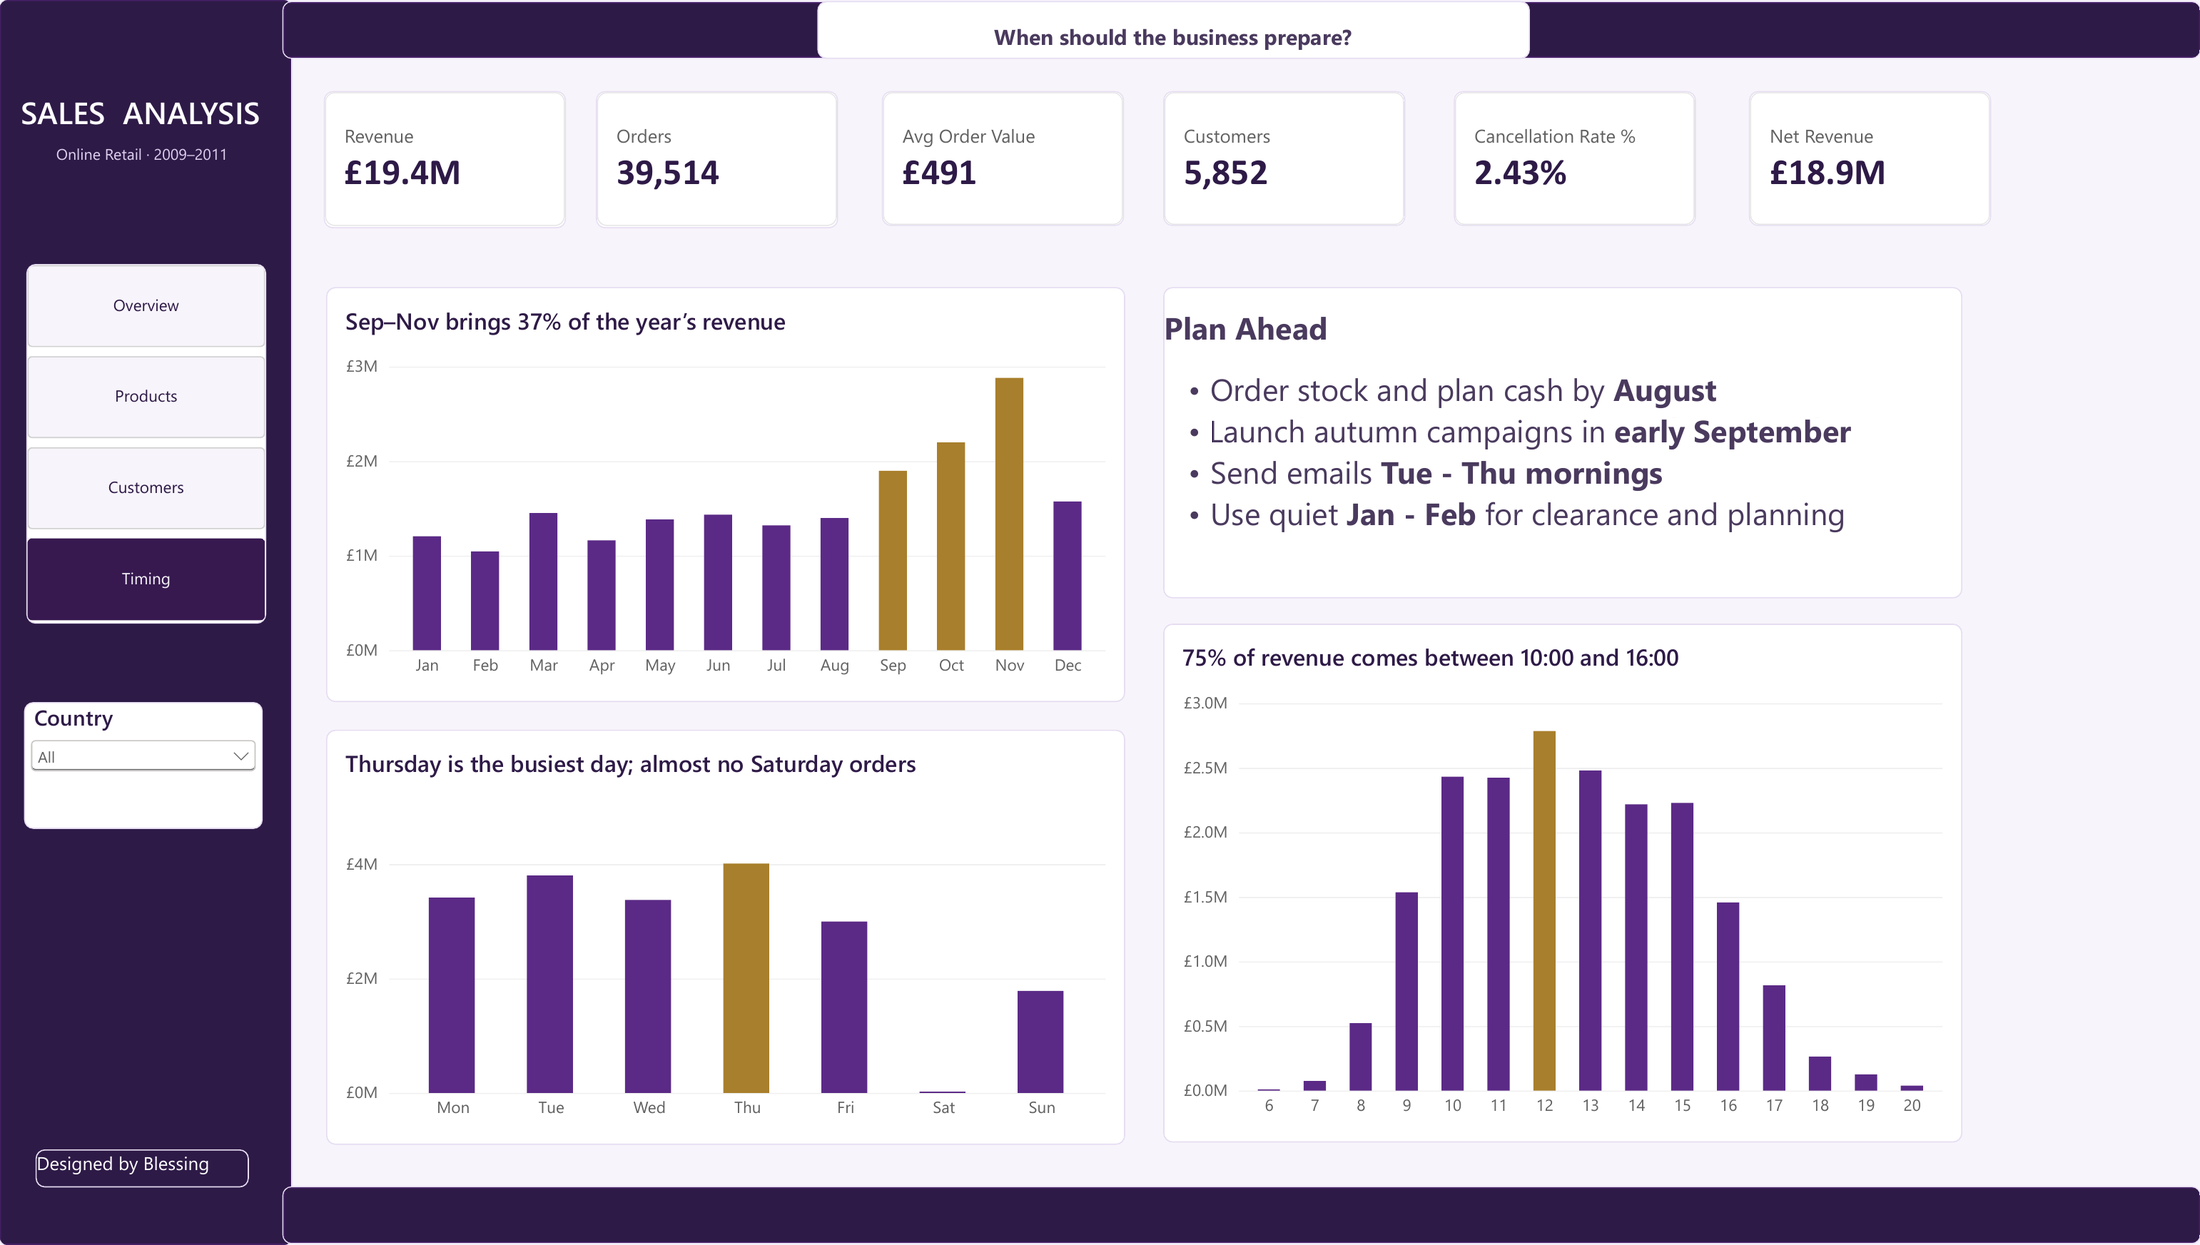 When should the business prepare?
SALES ANALYSIS
Online Retail · 2009–2011
Overview
Products
Customers
Timing
Country
All
Designed by Blessing
Revenue
£19.4M
Orders
39,514
Avg Order Value
£491
Customers
5,852
Cancellation Rate %
2.43%
Net Revenue
£18.9M
Sep–Nov brings 37% of the year’s revenue
£3M
£2M
£1M
£0M
Jan Feb Mar Apr May Jun Jul Aug Sep Oct Nov Dec
Plan Ahead
• Order stock and plan cash by August
• Launch autumn campaigns in early September
• Send emails Tue - Thu mornings
• Use quiet Jan - Feb for clearance and planning
Thursday is the busiest day; almost no Saturday orders
£4M
£2M
£0M
Mon Tue Wed Thu Fri Sat Sun
75% of revenue comes between 10:00 and 16:00
£3.0M
£2.5M
£2.0M
£1.5M
£1.0M
£0.5M
£0.0M
6 7 8 9 10 11 12 13 14 15 16 17 18 19 20